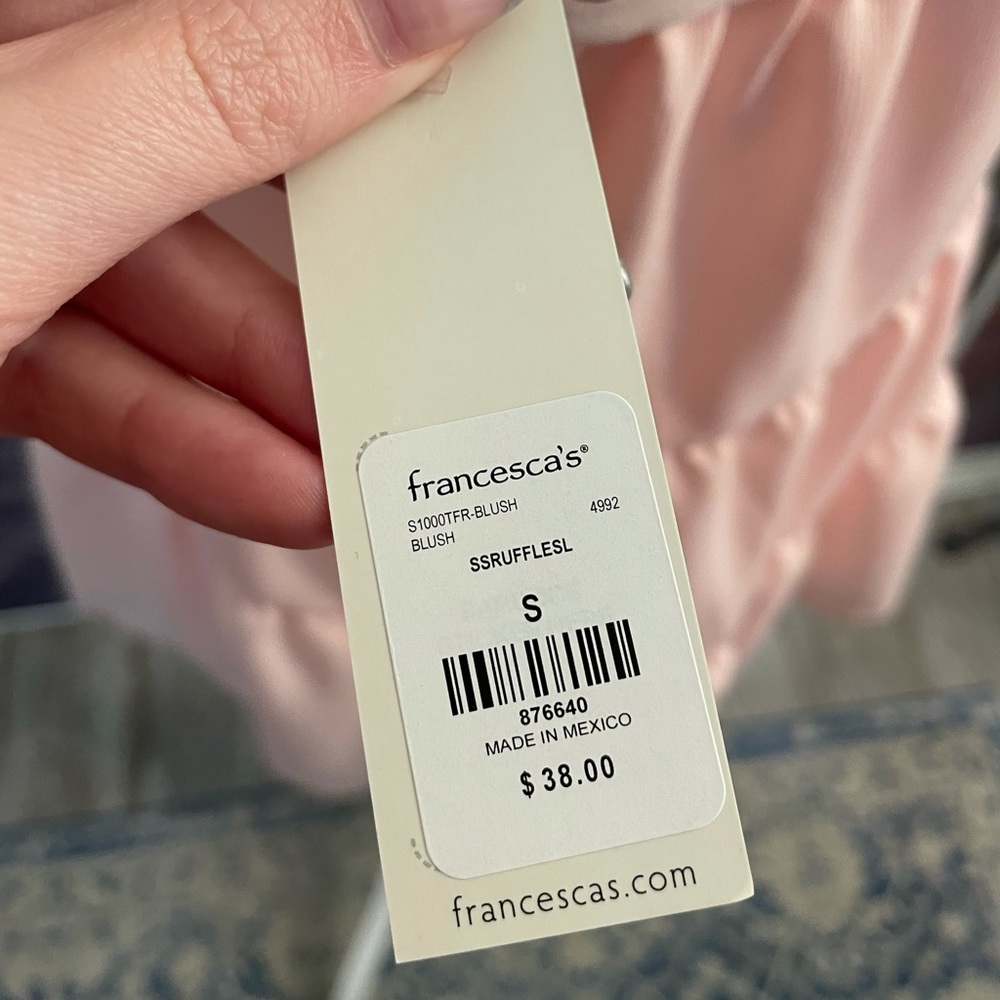 francesca's®
S1000TFR-BLUSH 4992
BLUSH
SSRUFFLESL
S
876640
MADE IN MEXICO
$38.00
francescas.com